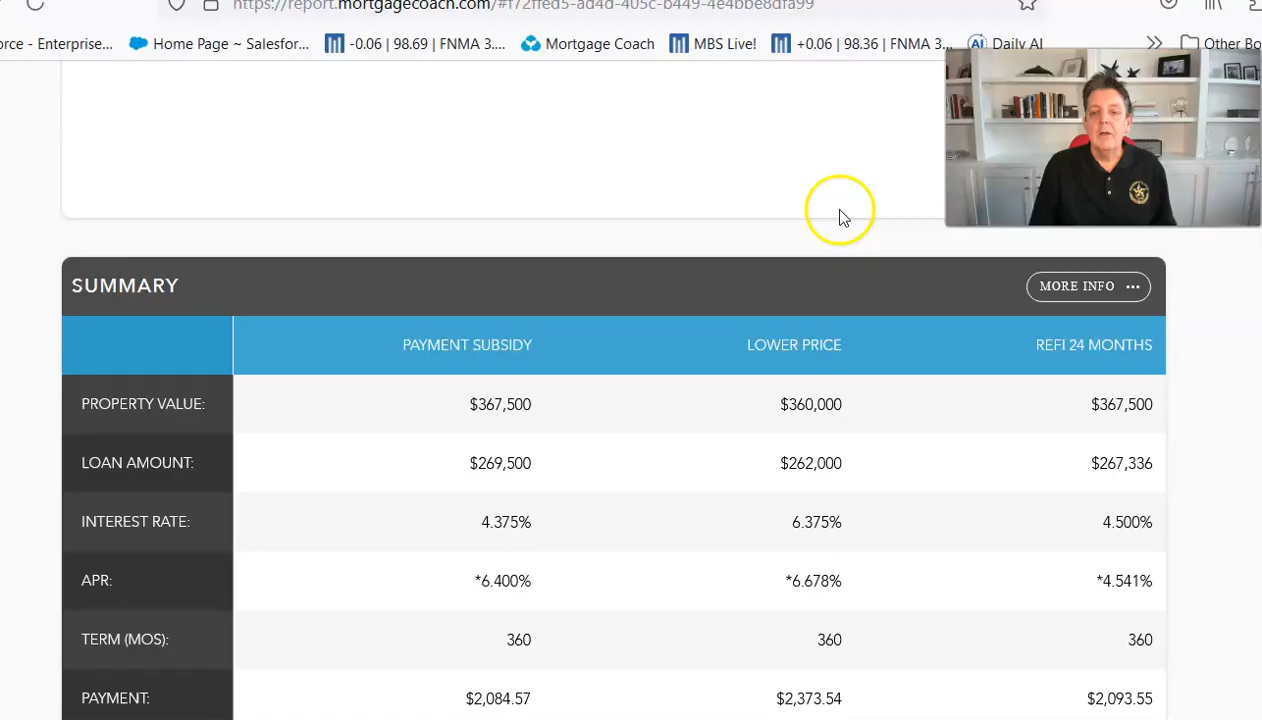 https://report.mortgagecoach.com/#f72ffed5-ad4d-405c-b449-4e4bbe8dfa99
rce - Enterprise... Home Page ~ Salesfor... -0.06 | 98.69 | FNMA 3.... Mortgage Coach MBS Live! +0.06 | 98.36 | FNMA 3... AI Daily AI Other Bo
SUMMARY MORE INFO ...
PAYMENT SUBSIDY LOWER PRICE REFI 24 MONTHS
PROPERTY VALUE: $367,500 $360,000 $367,500
LOAN AMOUNT: $269,500 $262,000 $267,336
INTEREST RATE: 4.375% 6.375% 4.500%
APR: *6.400% *6.678% *4.541%
TERM (MOS): 360 360 360
PAYMENT: $2,084.57 $2,373.54 $2,093.55